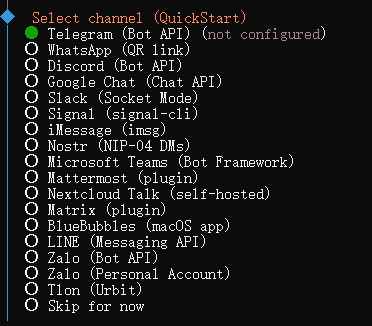 Select channel (QuickStart)
Telegram (Bot API) (not configured)
WhatsApp (QR link)
Discord (Bot API)
Google Chat (Chat API)
Slack (Socket Mode)
Signal (signal-cli)
iMessage (imsg)
Nostr (NIP-04 DMs)
Microsoft Teams (Bot Framework)
Mattermost (plugin)
Nextcloud Talk (self-hosted)
Matrix (plugin)
BlueBubbles (macOS app)
LINE (Messaging API)
Zalo (Bot API)
Zalo (Personal Account)
Tlon (Urbit)
Skip for now